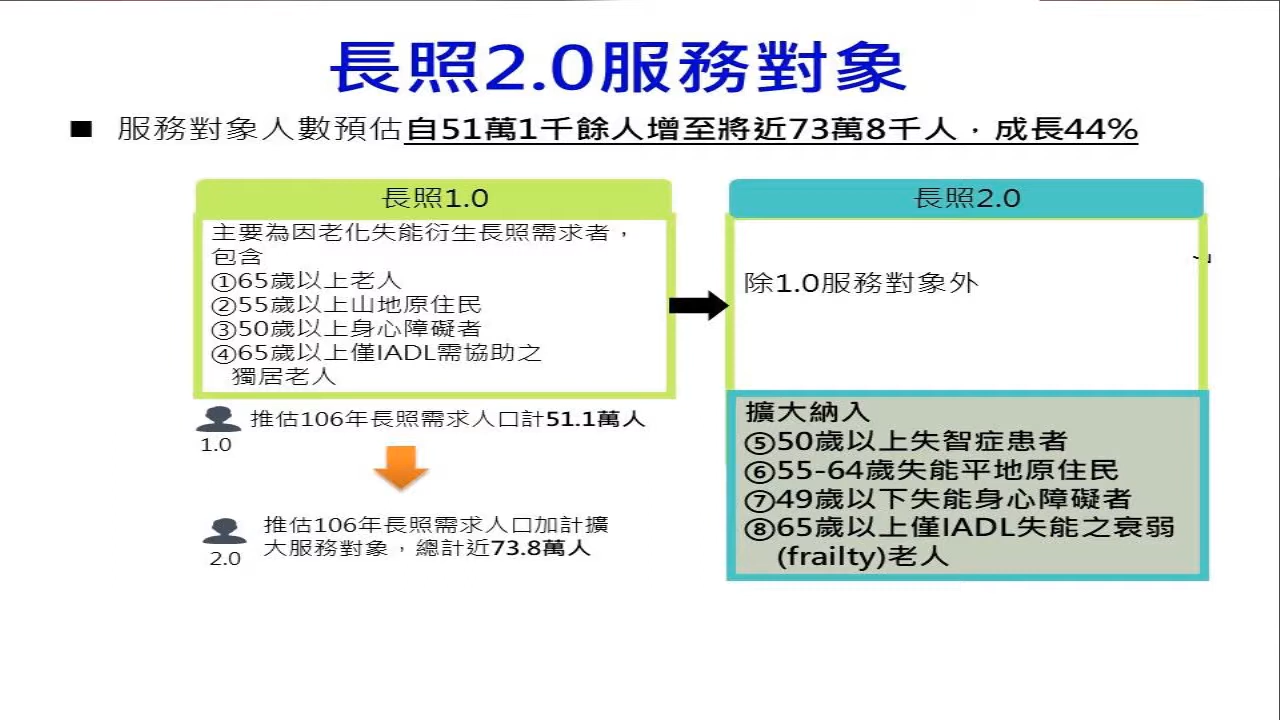 長照2.0服務對象
■ 服務對象人數預估自51萬1千餘人增至將近73萬8千人，成長44%
長照1.0
主要為因老化失能衍生長照需求者，
包含
①65歲以上老人
②55歲以上山地原住民
③50歲以上身心障礙者
④65歲以上僅IADL需協助之
獨居老人
1.0
推估106年長照需求人口計51.1萬人
2.0
推估106年長照需求人口加計擴
大服務對象，總計近73.8萬人
長照2.0
除1.0服務對象外
擴大納入
⑤50歲以上失智症患者
⑥55-64歲失能平地原住民
⑦49歲以下失能身心障礙者
⑧65歲以上僅IADL失能之衰弱
(frailty)老人